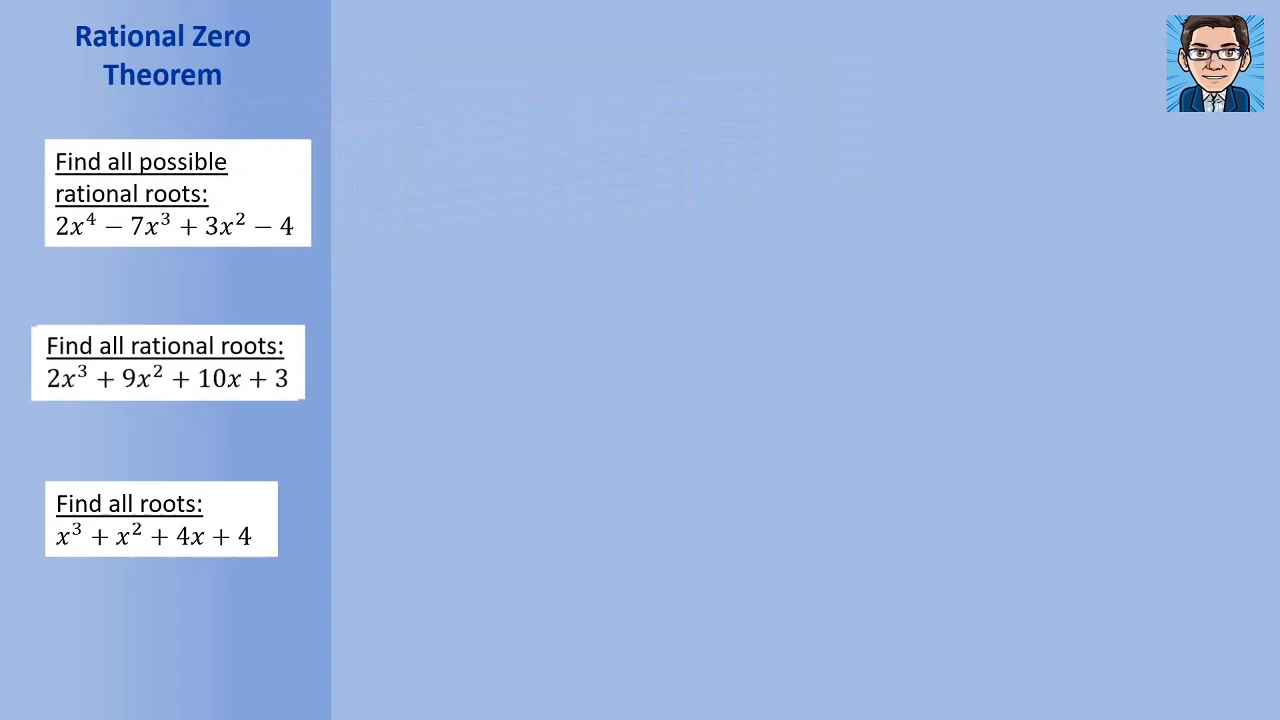 Rational Zero
Theorem
Find all possible
rational roots:
2𝑥⁴ − 7𝑥³ + 3𝑥² − 4
Find all rational roots:
2𝑥³ + 9𝑥² + 10𝑥 + 3
Find all roots:
𝑥³ + 𝑥² + 4𝑥 + 4